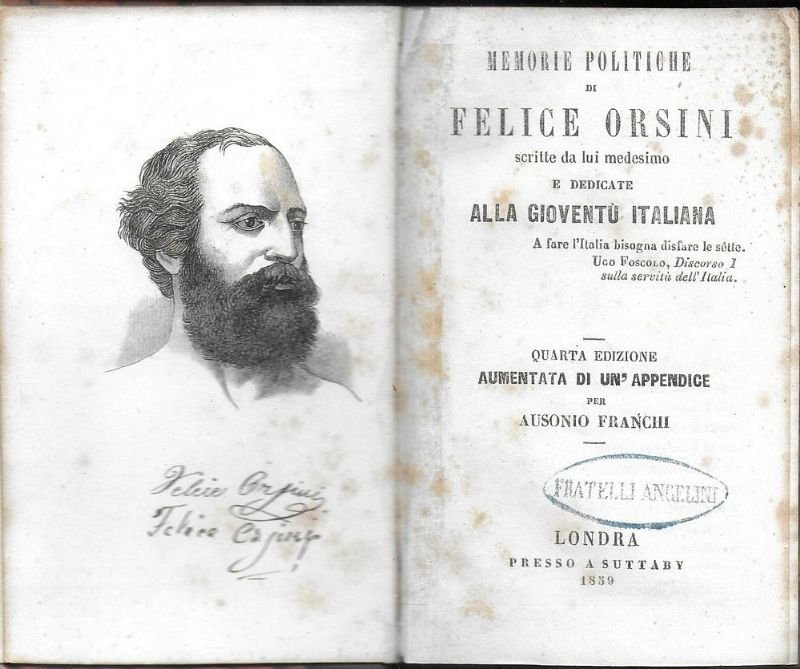 Felice Orsini
Felice Orsini
MEMORIE POLITICHE
DI
FELICE ORSINI
scritte da lui medesimo
E DEDICATE
ALLA GIOVENTÙ ITALIANA
A fare l'Italia bisogna disfare le sètte.
UGO FOSCOLO, Discorso I
sulla servitù dell'Italia.
QUARTA EDIZIONE
AUMENTATA DI UN' APPENDICE
PER
AUSONIO FRANCHI
FRATELLI ANGELINI
LONDRA
PRESSO A SUTTABY
1859